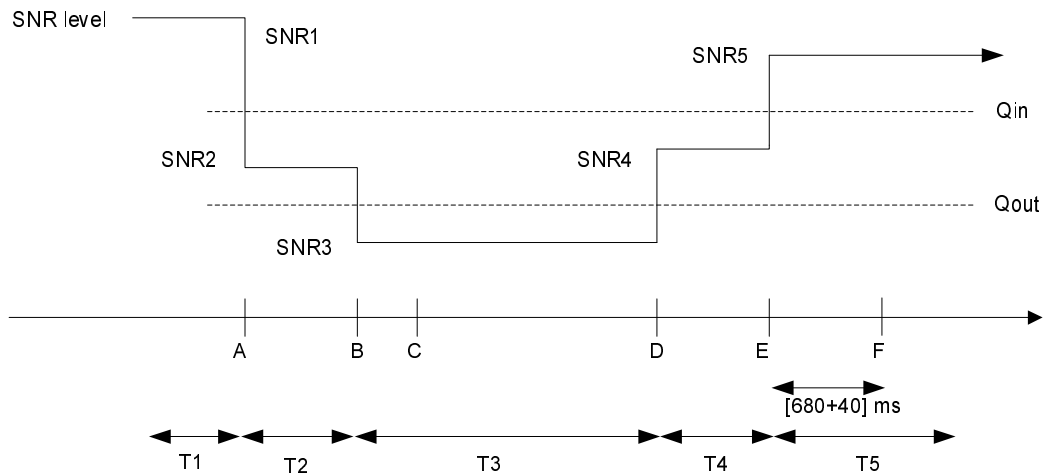 SNR level
SNR1
SNR5
Qin
SNR2
SNR4
Qout
SNR3
A B C D E F
[680+40] ms
T1 T2 T3 T4 T5